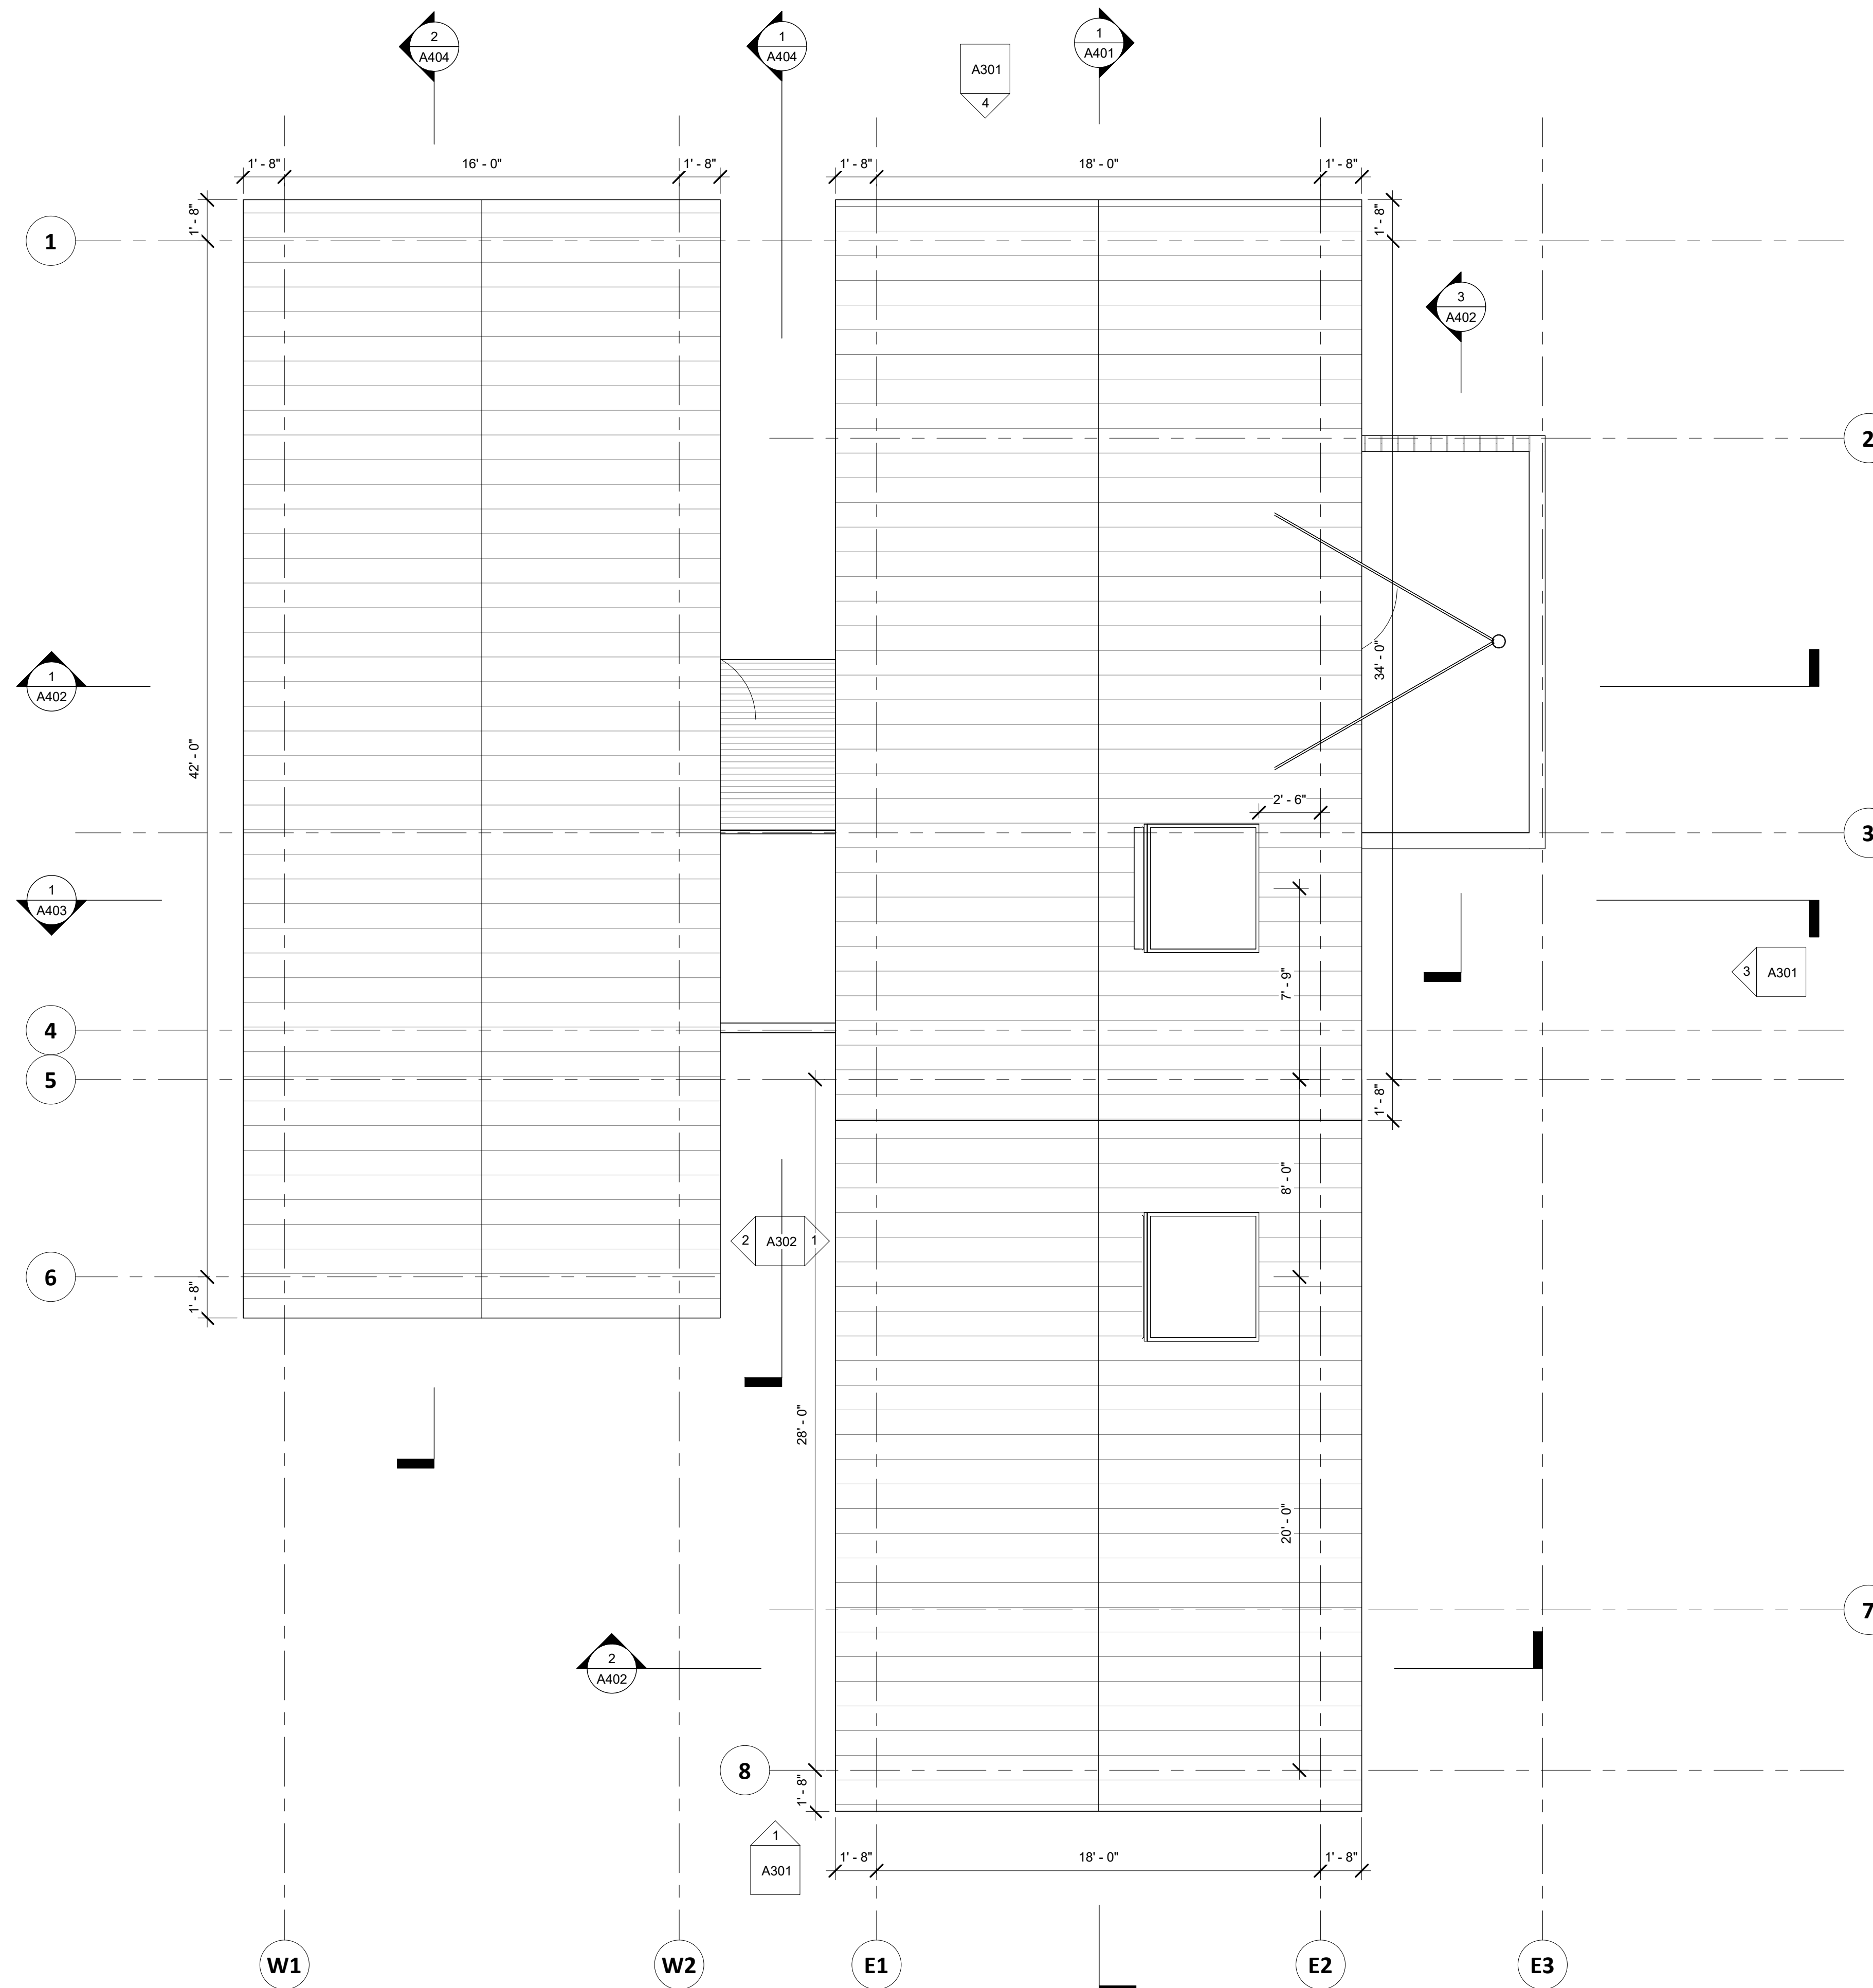 2
A404
1
A404
A301
4
1
A401
1' - 8"
16' - 0"
1' - 8"
1' - 8"
18' - 0"
1' - 8"
1' - 8"
1' - 8"
1
3
A402
2
34' - 0"
1
A402
42' - 0"
2' - 6"
3
1
A403
7' - 9"
3
A301
4
5
1' - 8"
8' - 0"
2
A302
1
6
1' - 8"
28' - 0"
20' - 0"
7
2
A402
8
1' - 8"
1
A301
1' - 8"
18' - 0"
1' - 8"
W1
W2
E1
E2
E3